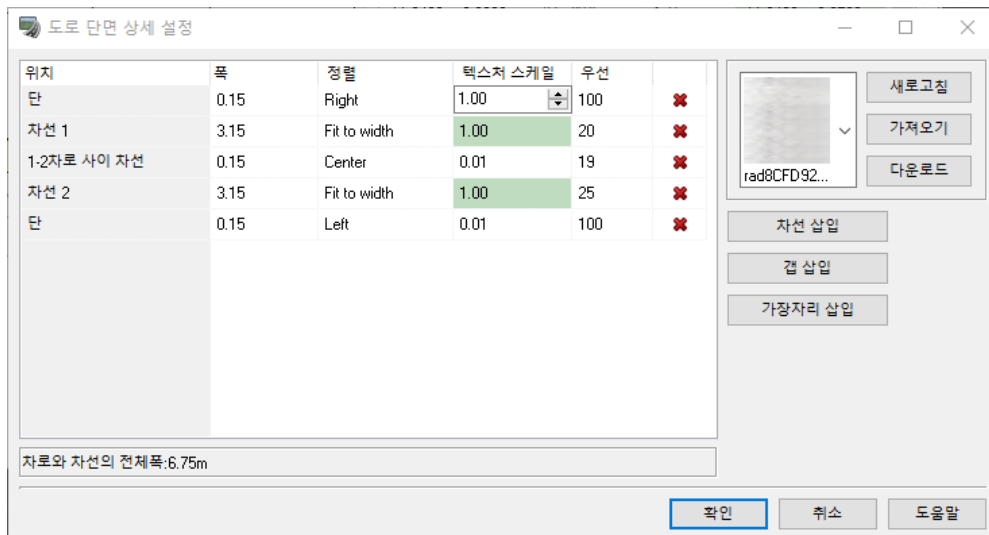 도로 단면 상세 설정
위치 폭 정렬 텍스처 스케일 우선
단 0.15 Right 1.00 100
차선 1 3.15 Fit to width 1.00 20
1-2차로 사이 차선 0.15 Center 0.01 19
차선 2 3.15 Fit to width 1.00 25
단 0.15 Left 0.01 100
rad8CFD92...
새로고침
가져오기
다운로드
차선 삽입
갭 삽입
가장자리 삽입
차로와 차선의 전체폭:6.75m
확인 취소 도움말